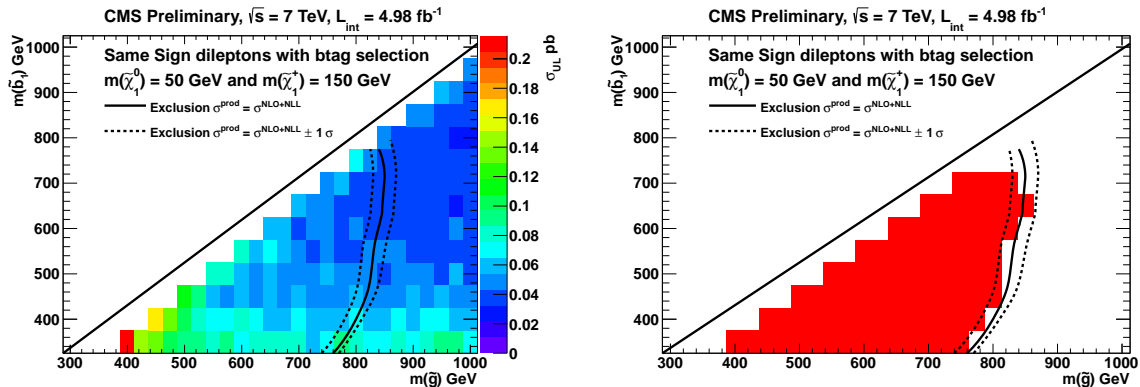 CMS Preliminary, √s = 7 TeV, L_int = 4.98 fb⁻¹
Same Sign dileptons with btag selection
m(χ̃₁⁰) = 50 GeV and m(χ̃₁⁺) = 150 GeV
Exclusion σ^prod = σ^NLO+NLL
Exclusion σ^prod = σ^NLO+NLL ± 1 σ
m(b̃₁) GeV
1000
900
800
700
600
500
400
300 400 500 600 700 800 900 1000
m(g̃) GeV
σ_UL pb
0.2
0.18
0.16
0.14
0.12
0.1
0.08
0.06
0.04
0.02
0
CMS Preliminary, √s = 7 TeV, L_int = 4.98 fb⁻¹
Same Sign dileptons with btag selection
m(χ̃₁⁰) = 50 GeV and m(χ̃₁⁺) = 150 GeV
Exclusion σ^prod = σ^NLO+NLL
Exclusion σ^prod = σ^NLO+NLL ± 1 σ
m(b̃₁) GeV
1000
900
800
700
600
500
400
300 400 500 600 700 800 900 1000
m(g̃) GeV